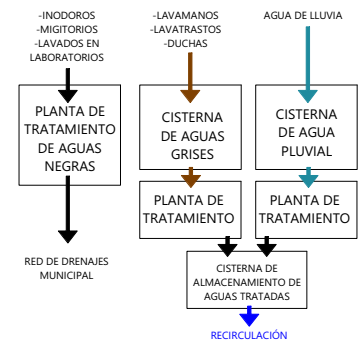 -INODOROS
-MIGITORIOS
-LAVADOS EN
LABORATORIOS
-LAVAMANOS
-LAVATRASTOS
-DUCHAS
AGUA DE LLUVIA
PLANTA DE
TRATAMIENTO
DE AGUAS
NEGRAS
CISTERNA
DE AGUAS
GRISES
CISTERNA
DE AGUA
PLUVIAL
PLANTA DE
TRATAMIENTO
PLANTA DE
TRATAMIENTO
RED DE DRENAJES
MUNICIPAL
CISTERNA DE
ALMACENAMIENTO DE
AGUAS TRATADAS
RECIRCULACIÓN